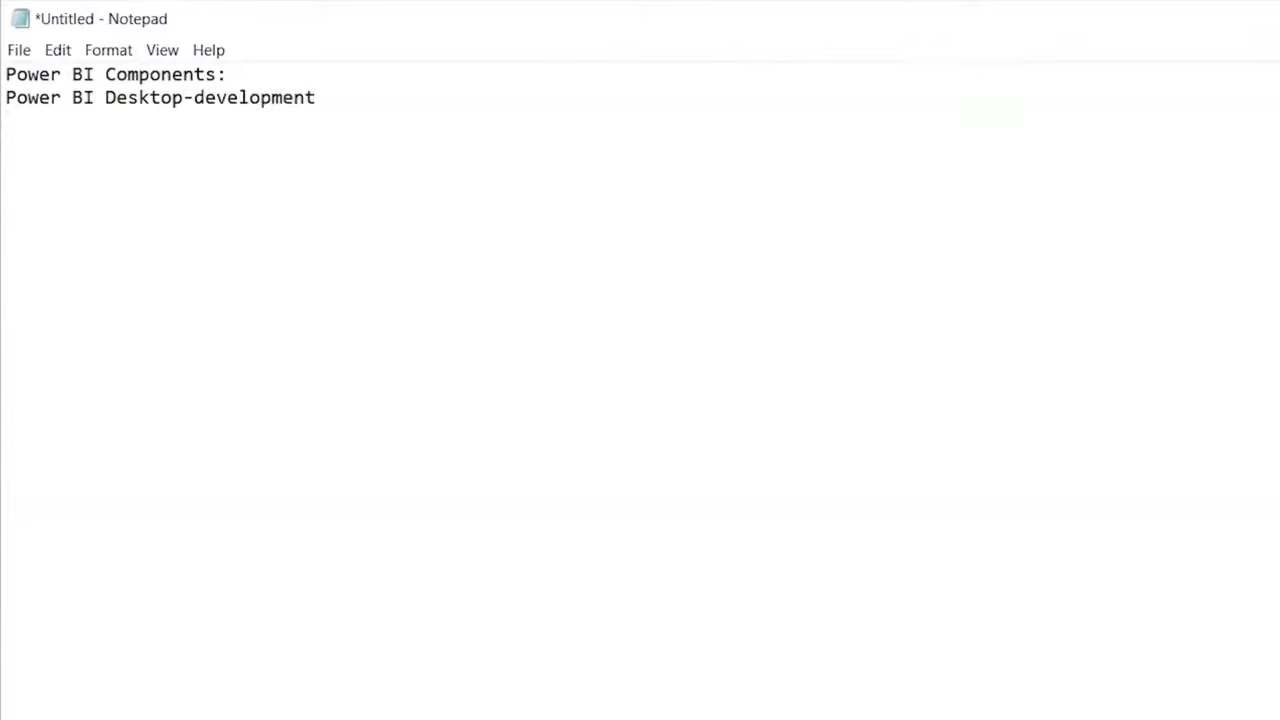 *Untitled - Notepad
File Edit Format View Help
Power BI Components:
Power BI Desktop-development